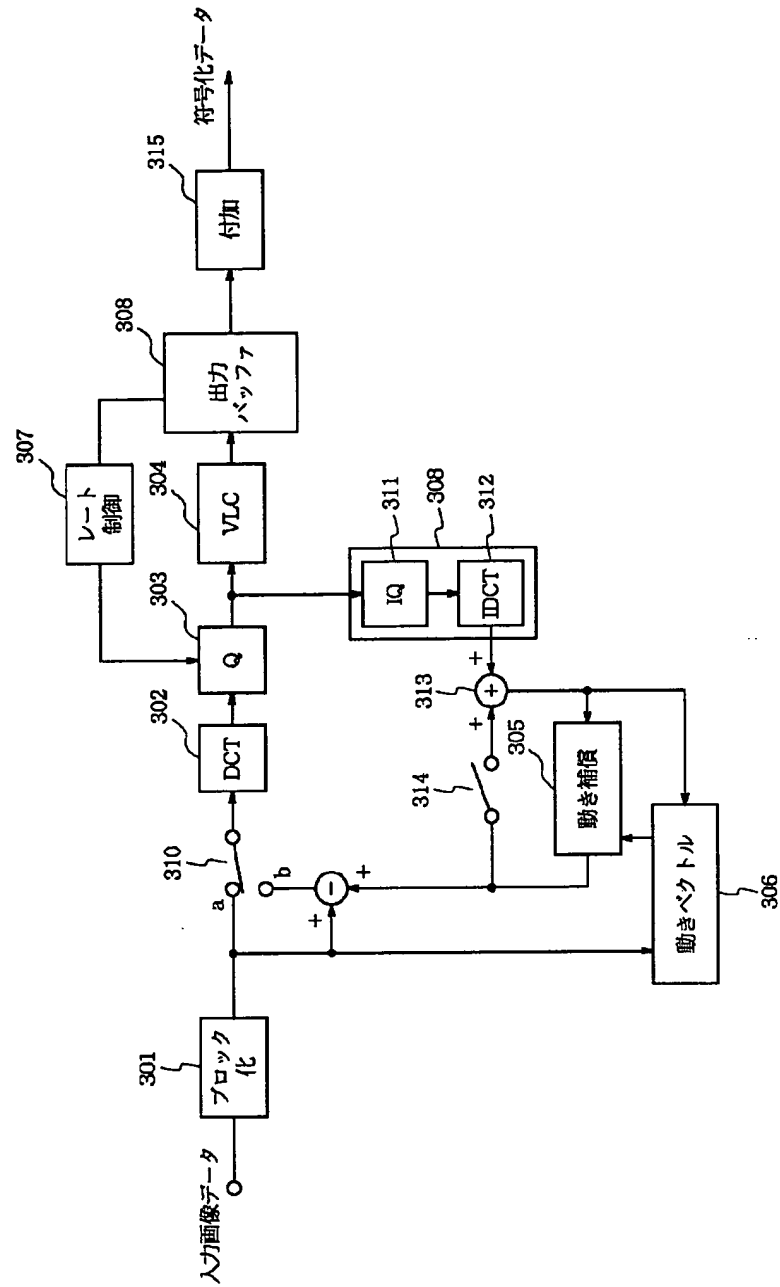 入力画像データ
301
ブロック
化
a
b
310
302
DCT
303
Q
307
レート
制御
304
VLC
308
出力
バッファ
315
付加
符号化データ
308
311
IQ
312
IDCT
+
+
+
313
314
+
-
+
305
動き補償
動きベクトル
306